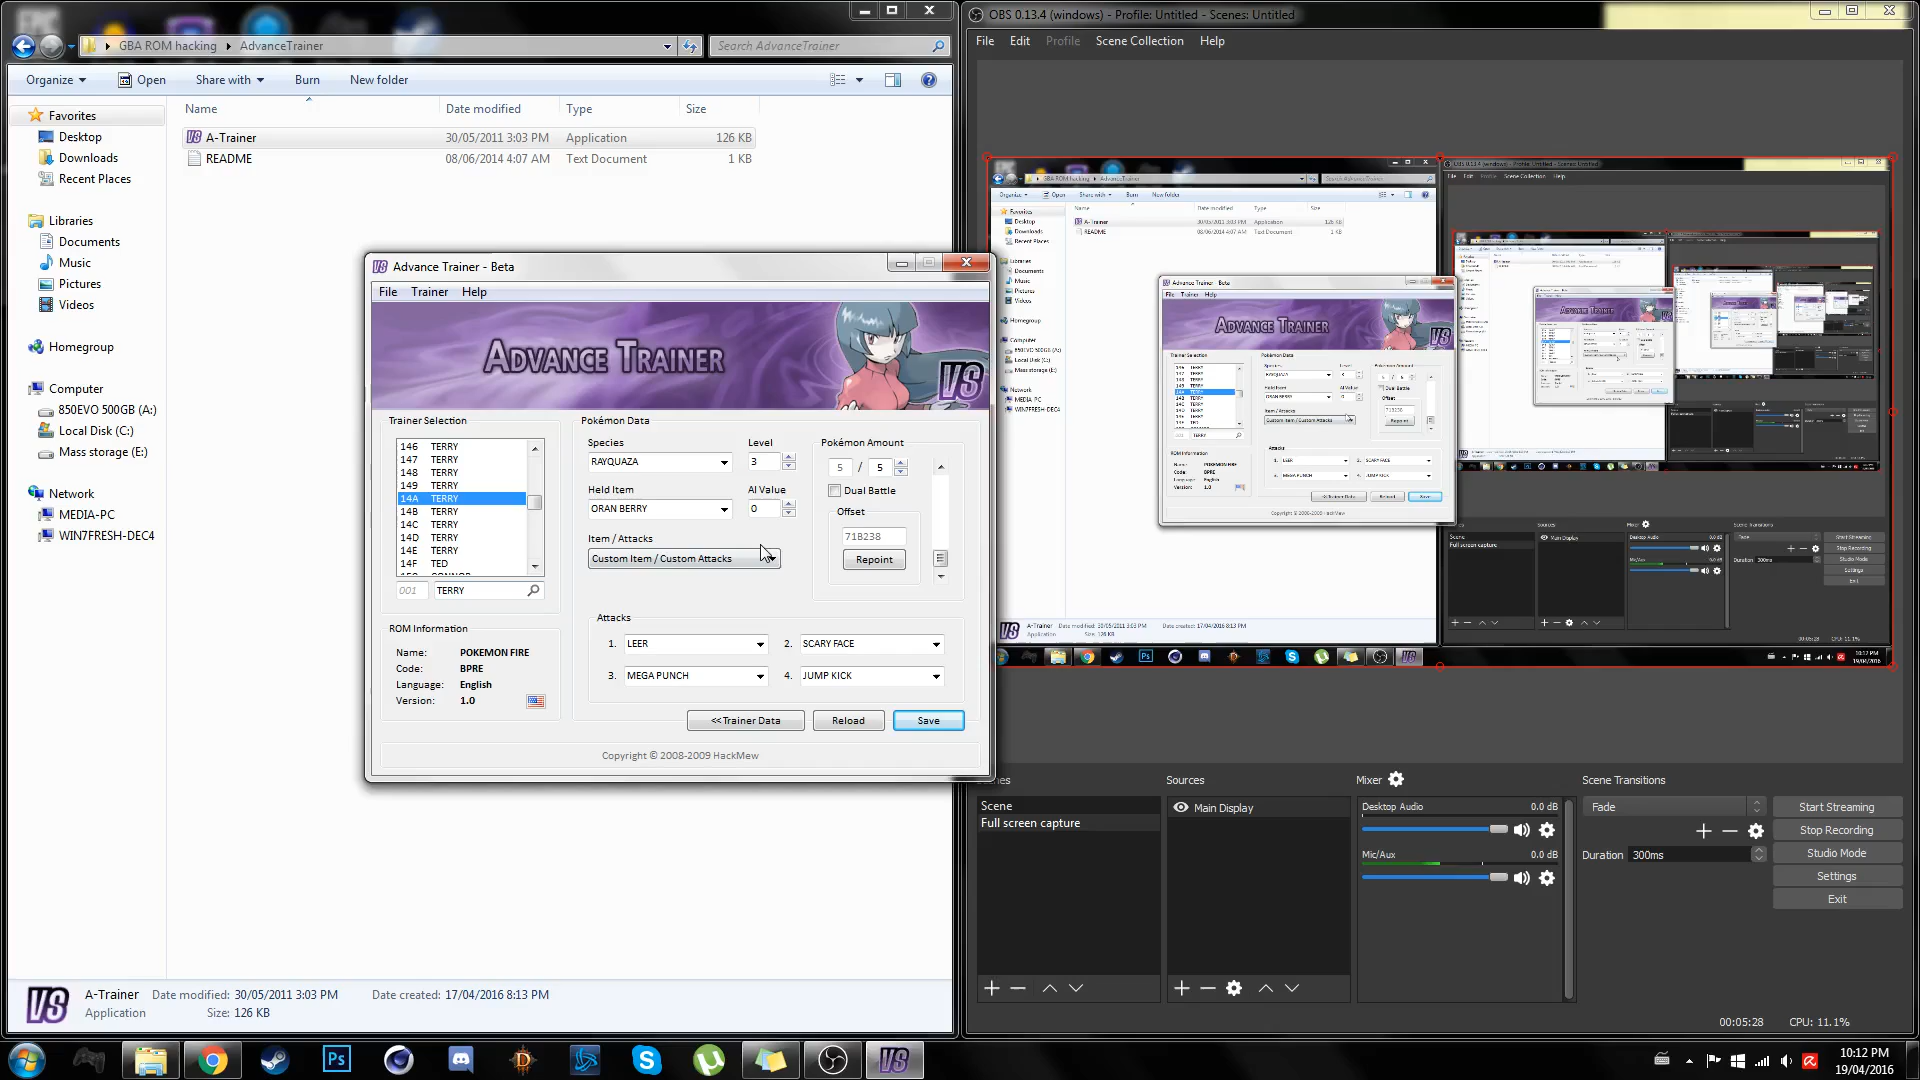 GBA ROM hacking
AdvanceTrainer
Search AdvanceTrainer
Organize
Open
Share with
Burn
New folder
Name
Date modified
Type
Size
A-Trainer
30/05/2011 3:03 PM
Application
126 KB
README
08/06/2014 4:07 AM
Text Document
1 KB
Favorites
Desktop
Downloads
Recent Places
Libraries
Documents
Music
Pictures
Videos
Homegroup
Computer
850EVO 500GB (A:)
Local Disk (C:)
Mass storage (E:)
Network
MEDIA-PC
WIN7FRESH-DEC4
A-Trainer
Date modified: 30/05/2011 3:03 PM
Date created: 17/04/2016 8:13 PM
Application
Size: 126 KB
Advance Trainer - Beta
File
Trainer
Help
ADVANCE TRAINER
VS
Trainer Selection
146 TERRY
147 TERRY
148 TERRY
149 TERRY
14A TERRY
14B TERRY
14C TERRY
14D TERRY
14E TERRY
14F TED
001
TERRY
ROM Information
Name: POKEMON FIRE
Code: BPRE
Language: English
Version: 1.0
Pokémon Data
Species
Level
RAYQUAZA
3
Held Item
AI Value
ORAN BERRY
0
Item / Attacks
Custom Item / Custom Attacks
Pokémon Amount
5 / 5
Dual Battle
Offset
71B238
Repoint
Attacks
1. LEER
2. SCARY FACE
3. MEGA PUNCH
4. JUMP KICK
<<Trainer Data
Reload
Save
Copyright © 2008-2009 HackMew
OBS 0.13.4 (windows) - Profile: Untitled - Scenes: Untitled
File
Edit
Profile
Scene Collection
Help
Scene
Full screen capture
Sources
Main Display
Mixer
Desktop Audio
0.0 dB
Mic/Aux
0.0 dB
Scene Transitions
Fade
Duration
300ms
Start Streaming
Stop Recording
Studio Mode
Settings
Exit
00:05:28
CPU: 11.1%
10:12 PM
19/04/2016